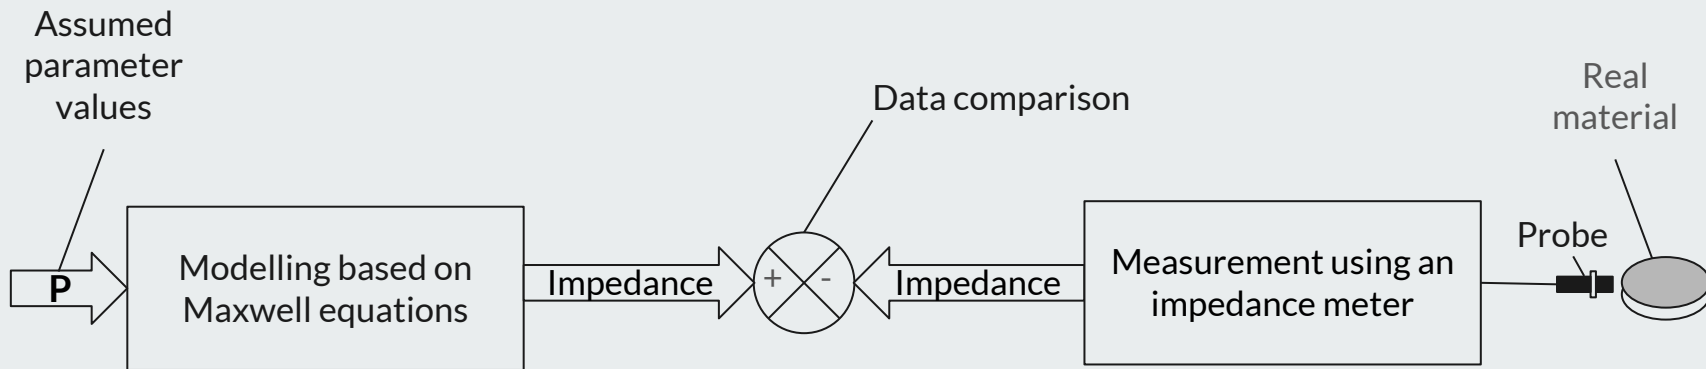 Assumed
parameter
values
Data comparison
Real
material
P
Modelling based on
Maxwell equations
Impedance
+
-
Impedance
Measurement using an
impedance meter
Probe